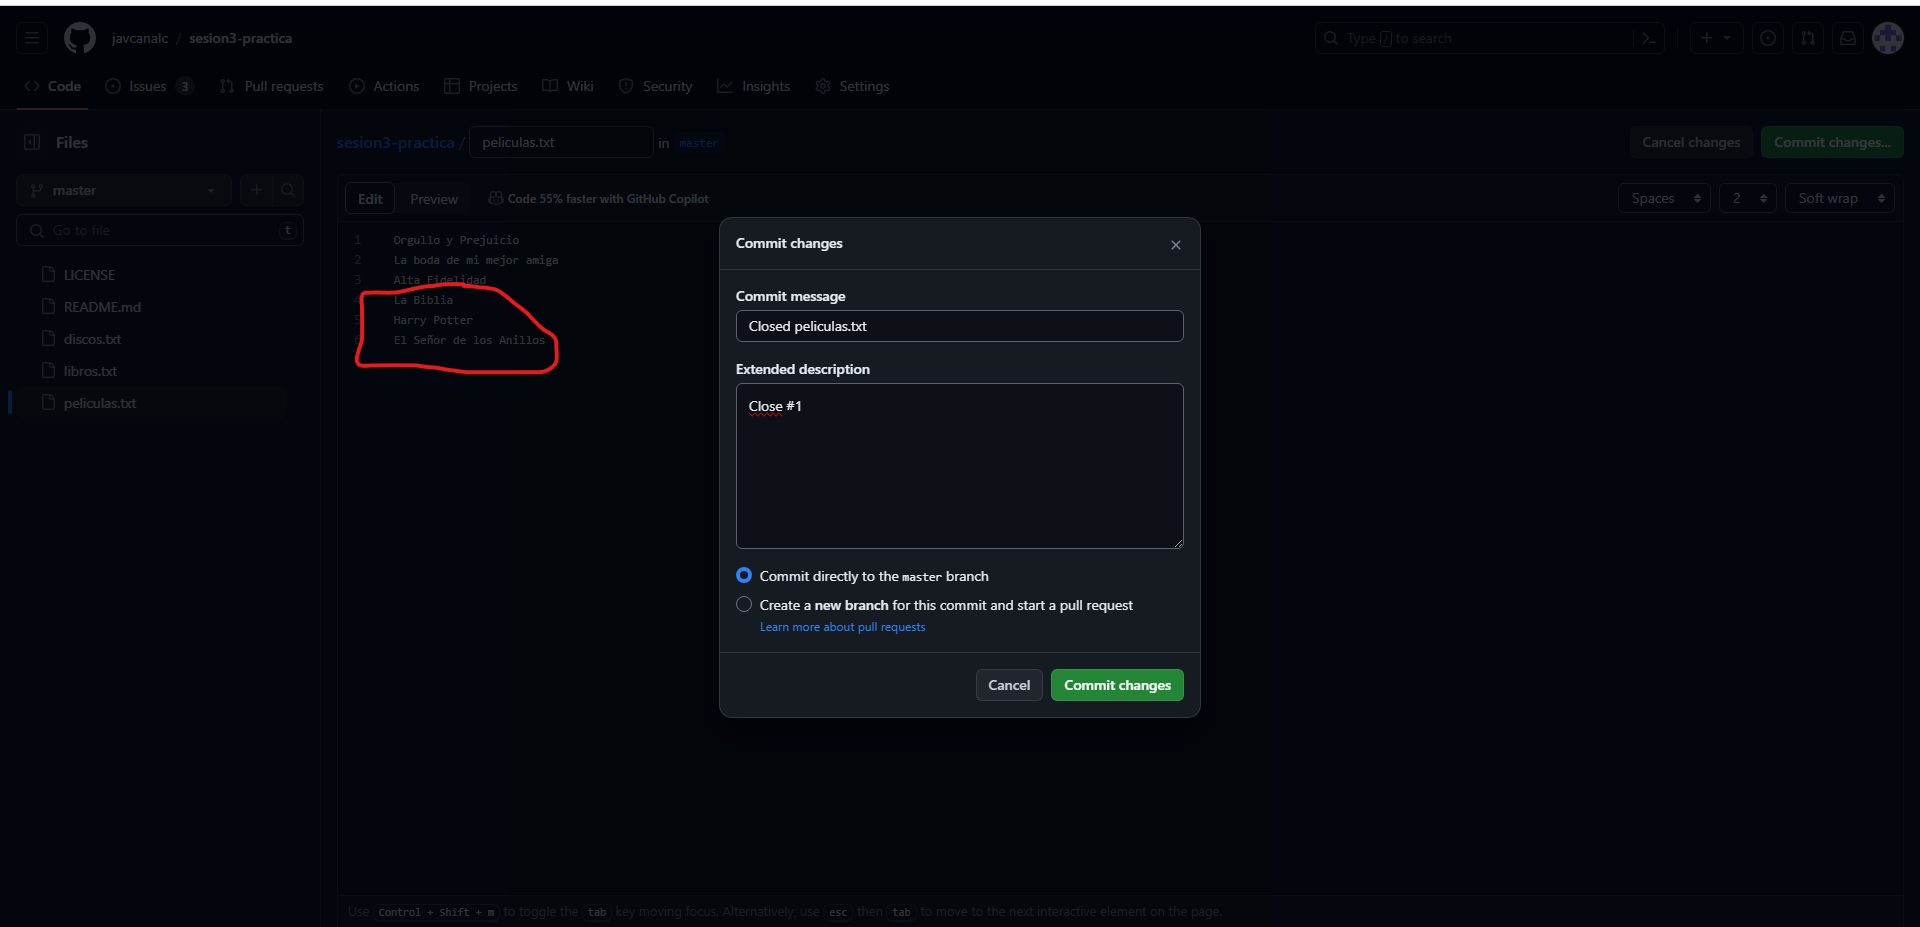 javcanalc / sesion3-practica
Type / to search
Code
Issues 3
Pull requests
Actions
Projects
Wiki
Security
Insights
Settings
Files
master
Go to file
t
LICENSE
README.md
discos.txt
libros.txt
peliculas.txt
sesion3-practica / peliculas.txt in master
Cancel changes
Commit changes...
Edit
Preview
Code 55% faster with GitHub Copilot
Spaces
2
Soft wrap
1 Orgullo y Prejuicio
2 La boda de mi mejor amiga
3 Alta Fidelidad
4 La Biblia
5 Harry Potter
6 El Señor de los Anillos
Commit changes
Commit message
Closed peliculas.txt
Extended description
Close #1
Commit directly to the master branch
Create a new branch for this commit and start a pull request
Learn more about pull requests
Cancel
Commit changes
Use Control + Shift + m to toggle the tab key moving focus. Alternatively, use esc then tab to move to the next interactive element on the page.